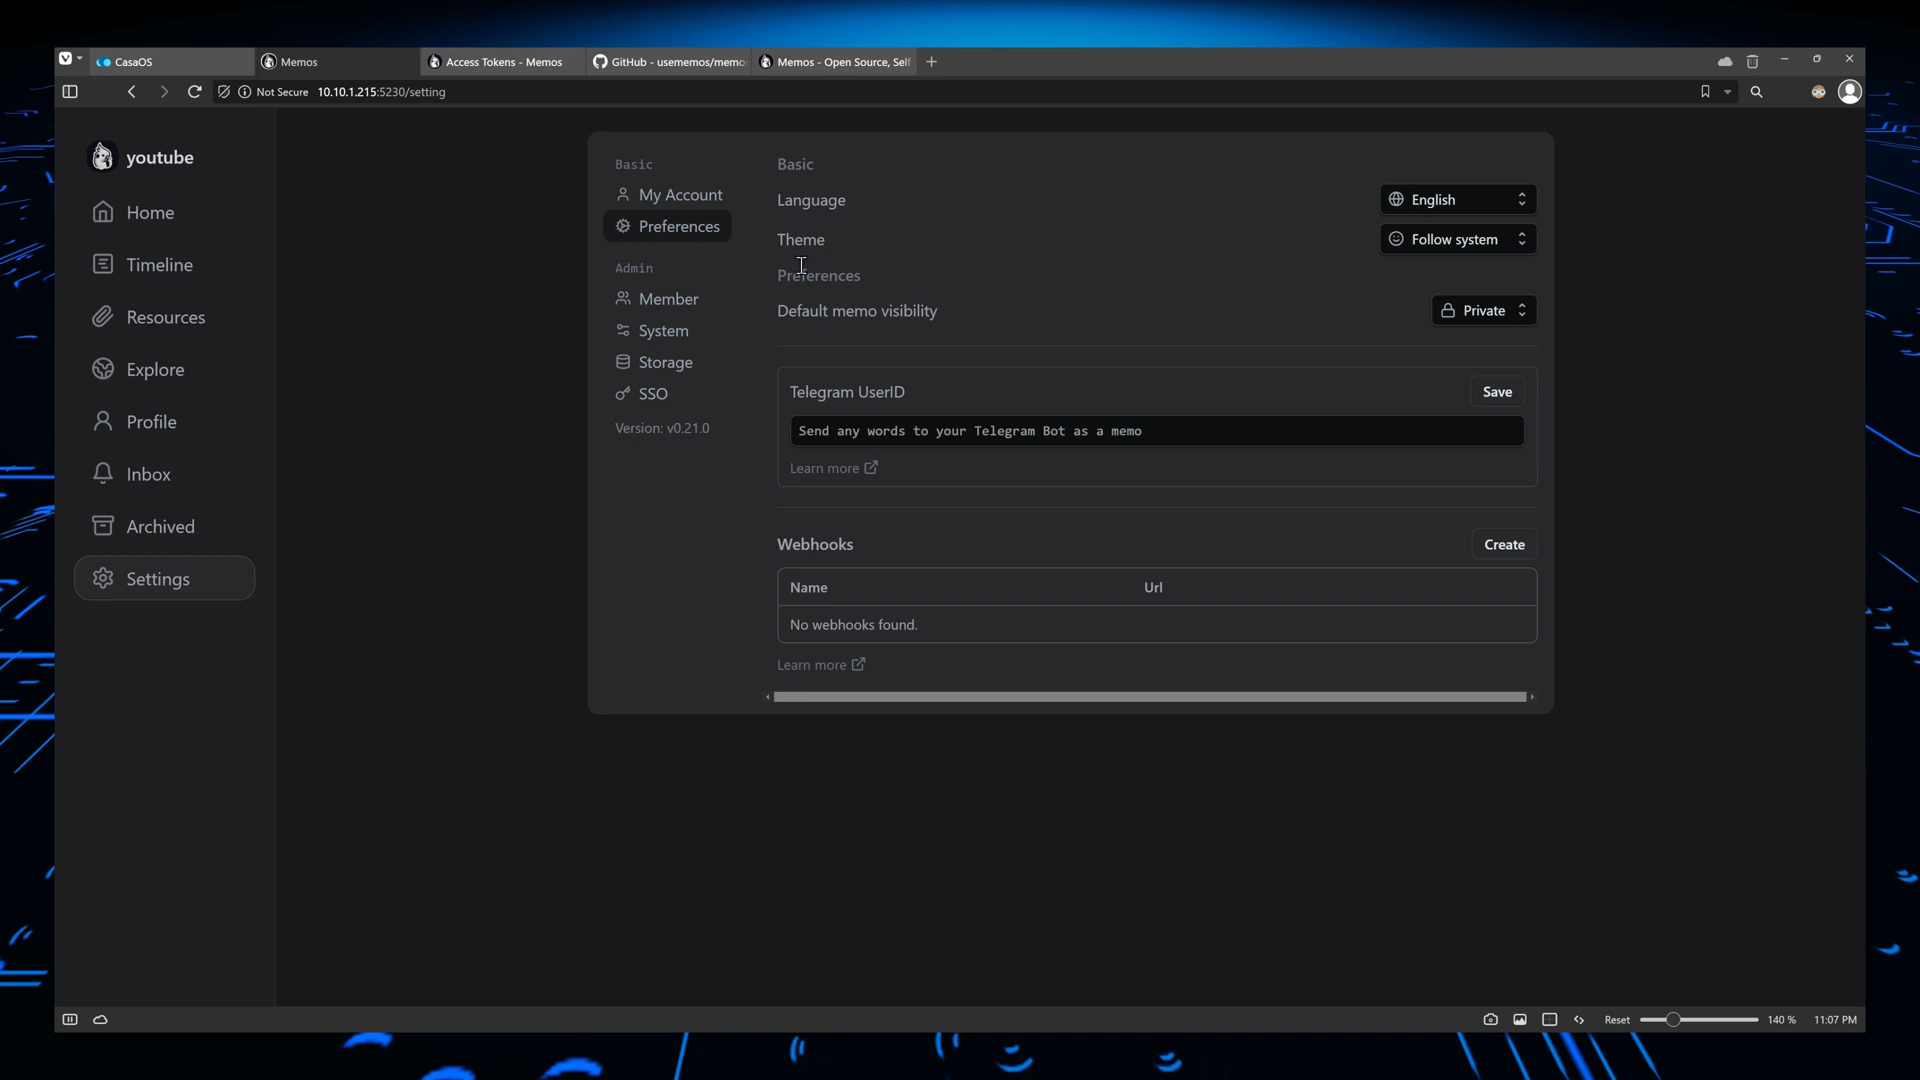 CasaOS
Memos
Access Tokens - Memos
GitHub - usememos/memo
Memos - Open Source, Self
Not Secure 10.10.1.215:5230/setting
youtube
Home
Timeline
Resources
Explore
Profile
Inbox
Archived
Settings
Basic
My Account
Preferences
Admin
Member
System
Storage
SSO
Version: v0.21.0
Basic
Language
English
Theme
Follow system
Preferences
Default memo visibility
Private
Telegram UserID
Save
Send any words to your Telegram Bot as a memo
Learn more
Webhooks
Create
Name Url
No webhooks found.
Learn more
Reset 140 % 11:07 PM